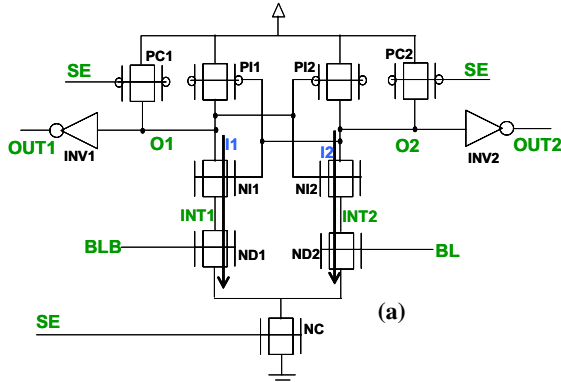 PC1 PI1 PI2 PC2
SE SE
OUT1 INV1 O1 I1 I2 O2 INV2 OUT2
NI1 NI2
INT1 INT2
BLB ND1 ND2 BL
SE NC (a)